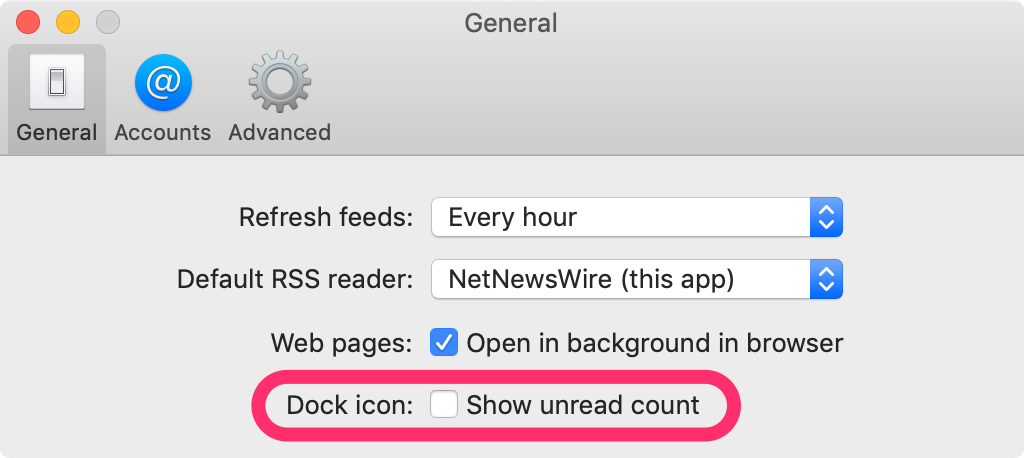 General
General Accounts Advanced
Refresh feeds: Every hour
Default RSS reader: NetNewsWire (this app)
Web pages: Open in background in browser
Dock icon: Show unread count